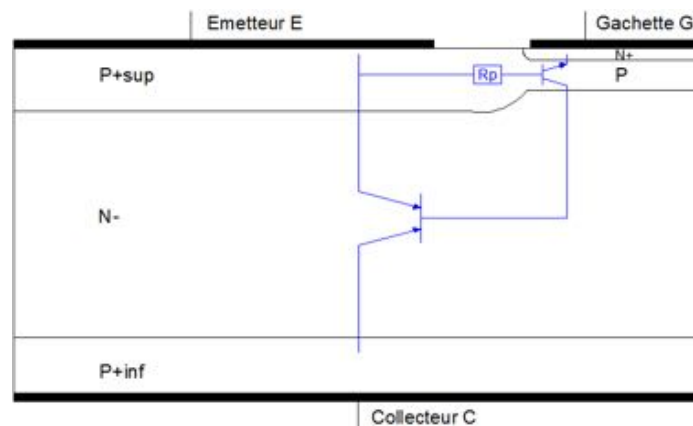 Emetteur E
Gachette G
N+
P+sup
Rp
P
N-
P+inf
Collecteur C